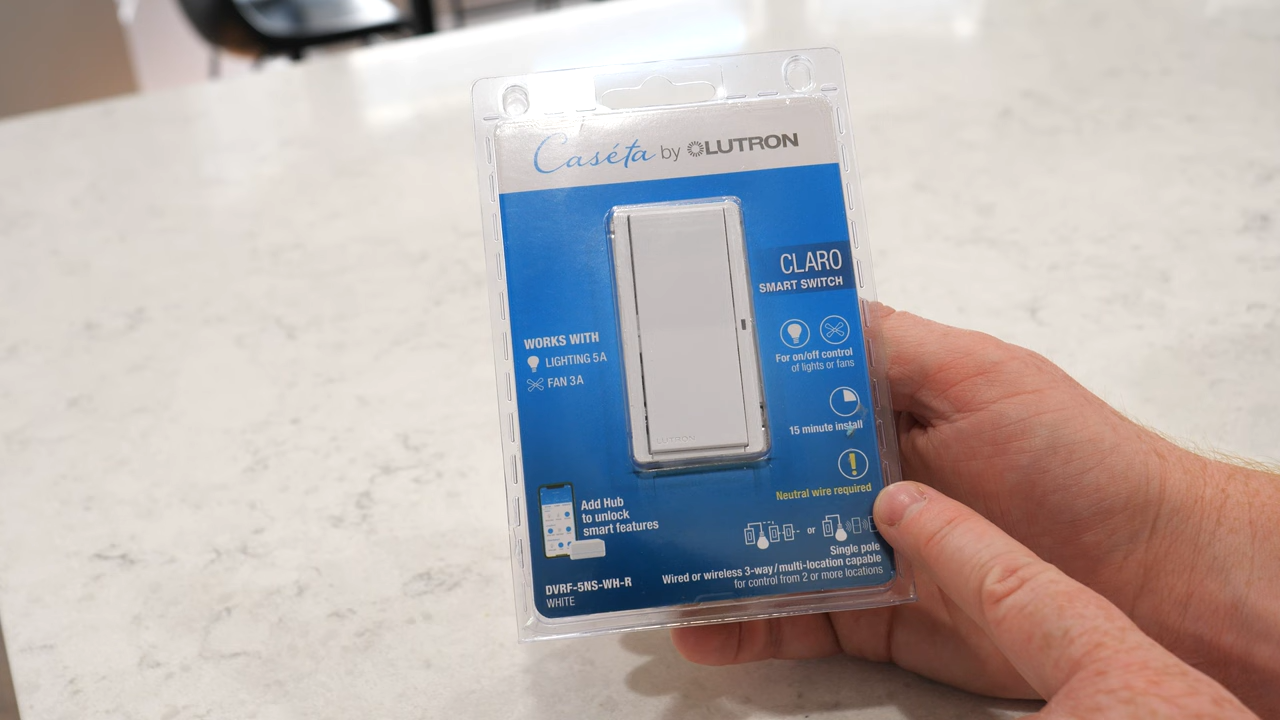 Caséta by LUTRON
CLARO
SMART SWITCH
WORKS WITH
LIGHTING 5A
FAN 3A
For on/off control
of lights or fans
15 minute install
Neutral wire required
LUTRON
Add Hub
to unlock
smart features
or
Single pole
Wired or wireless 3-way/multi-location capable
for control from 2 or more locations
DVRF-5NS-WH-R
WHITE